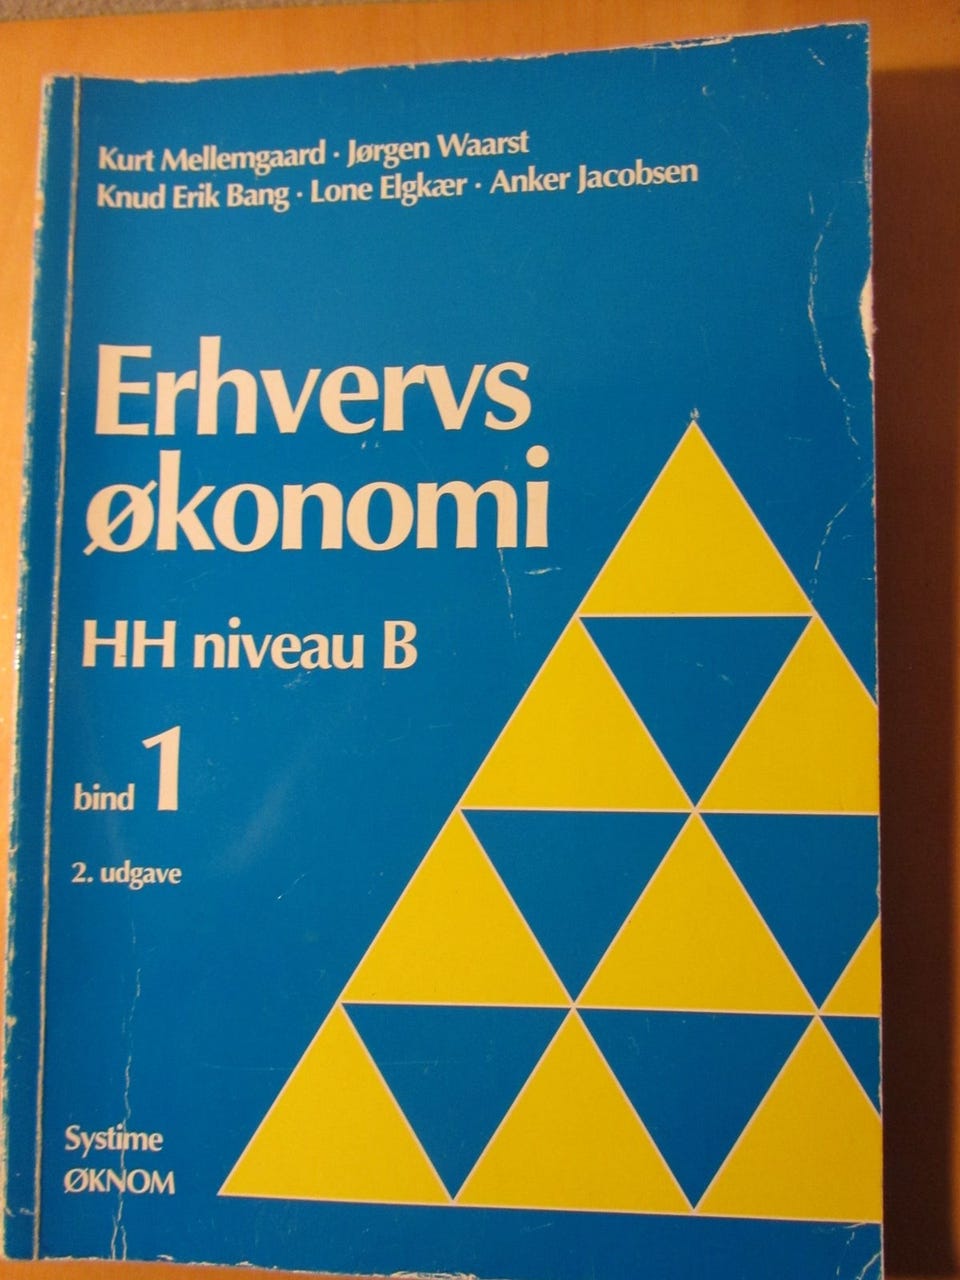 Kurt Mellemgaard · Jørgen Waarst
Knud Erik Bang · Lone Elgkær · Anker Jacobsen
Erhvervs
økonomi
HH niveau B
bind 1
2. udgave
Systime
ØKNOM